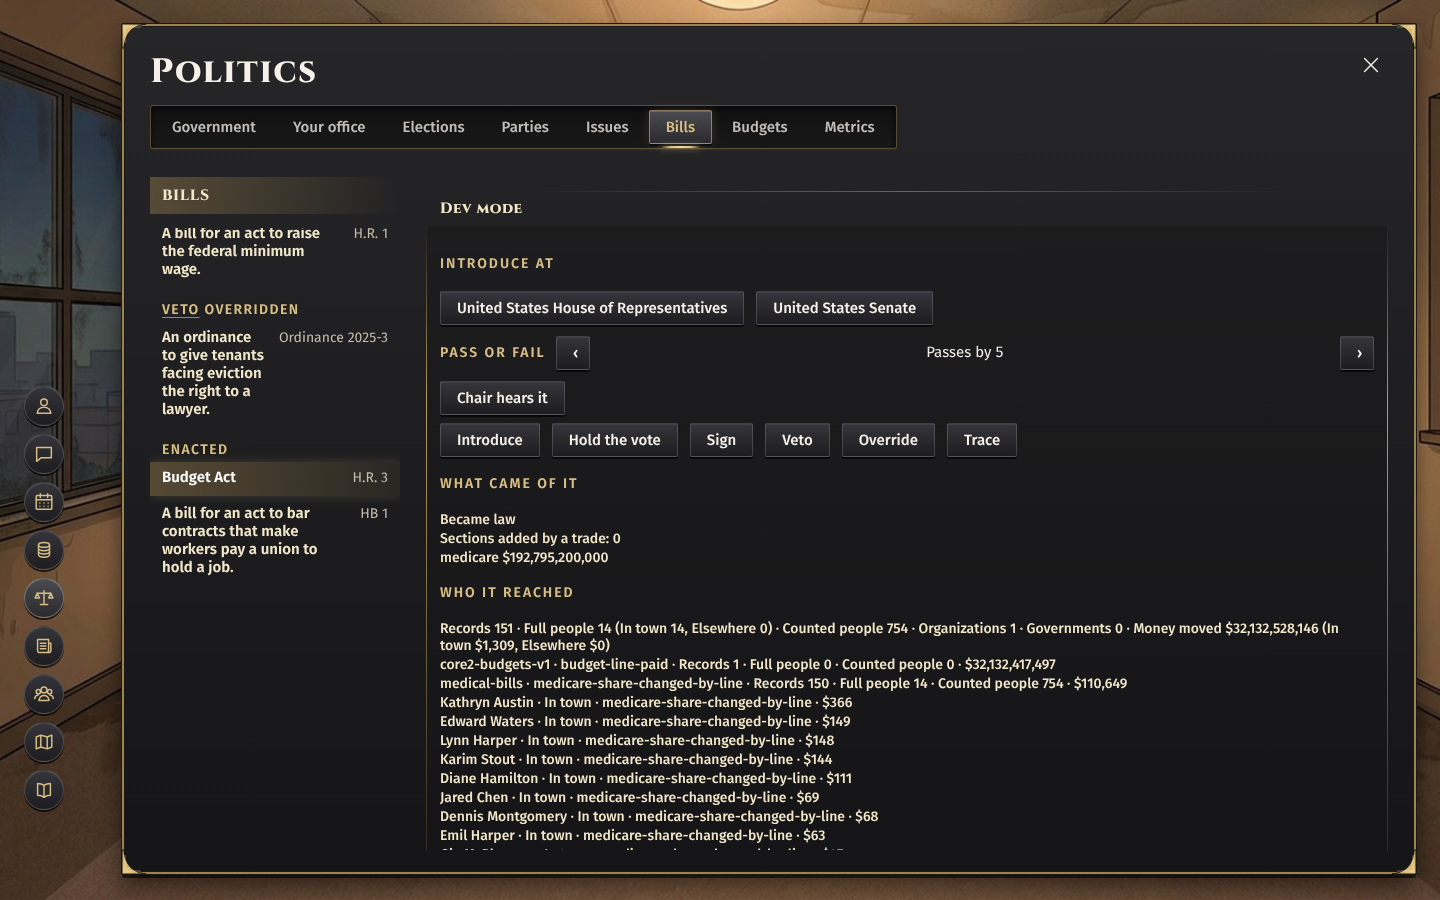 Politics
Government Your office Elections Parties Issues Bills Budgets Metrics
BILLS
A bill for an act to raise the federal minimum wage. H.R. 1
VETO OVERRIDDEN
An ordinance to give tenants facing eviction the right to a lawyer. Ordinance 2025-3
ENACTED
Budget Act H.R. 3
A bill for an act to bar contracts that make workers pay a union to hold a job. HB 1
Dev mode
INTRODUCE AT
United States House of Representatives United States Senate
PASS OR FAIL ‹ Passes by 5 ›
Chair hears it
Introduce Hold the vote Sign Veto Override Trace
WHAT CAME OF IT
Became law
Sections added by a trade: 0
medicare $192,795,200,000
WHO IT REACHED
Records 151 · Full people 14 (In town 14, Elsewhere 0) · Counted people 754 · Organizations 1 · Governments 0 · Money moved $32,132,528,146 (In
town $1,309, Elsewhere $0)
core2-budgets-v1 · budget-line-paid · Records 1 · Full people 0 · Counted people 0 · $32,132,417,497
medical-bills · medicare-share-changed-by-line · Records 150 · Full people 14 · Counted people 754 · $110,649
Kathryn Austin · In town · medicare-share-changed-by-line · $366
Edward Waters · In town · medicare-share-changed-by-line · $149
Lynn Harper · In town · medicare-share-changed-by-line · $148
Karim Stout · In town · medicare-share-changed-by-line · $144
Diane Hamilton · In town · medicare-share-changed-by-line · $111
Jared Chen · In town · medicare-share-changed-by-line · $69
Dennis Montgomery · In town · medicare-share-changed-by-line · $68
Emil Harper · In town · medicare-share-changed-by-line · $63